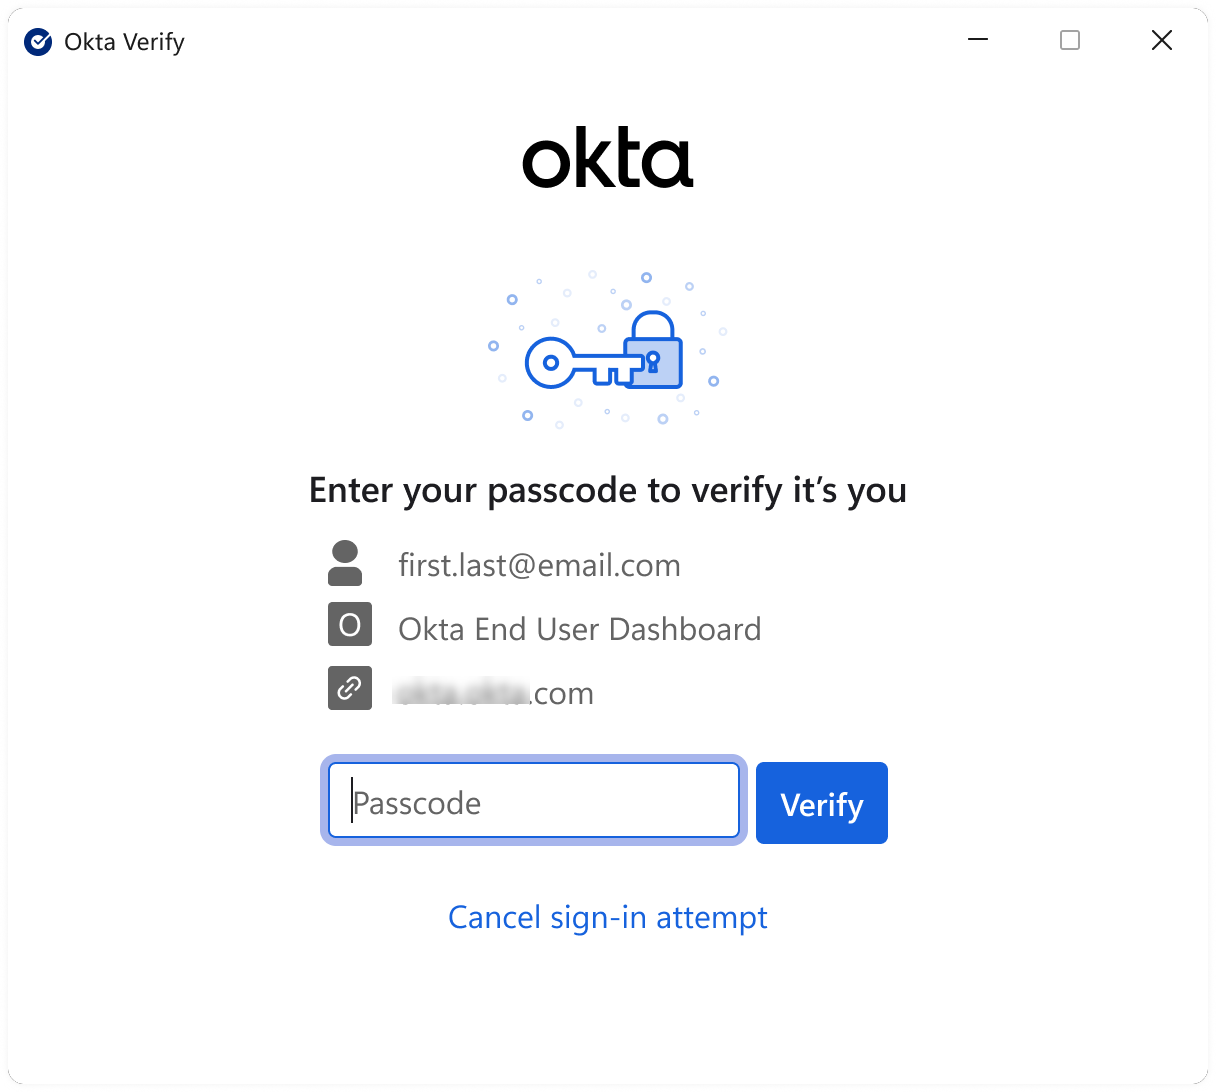 Okta Verify
okta
Enter your passcode to verify it’s you
first.last@email.com
O
Okta End User Dashboard
.com
Passcode
Verify
Cancel sign-in attempt